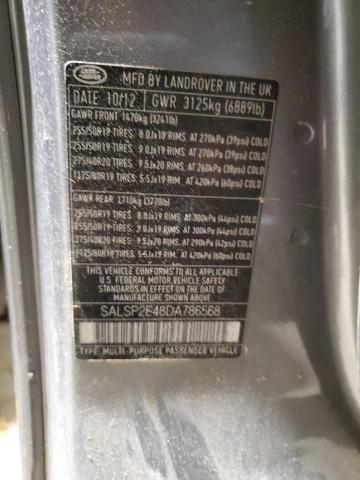 LAND ROVER
MFD BY LANDROVER IN THE UK
DATE 10/12 GWR 3125kg (6889lb)
GAWR FRONT 1470kg (3241lb)
255/50R19 TIRES 8.0Jx19 RIMS, AT 270kPa (39psi) COLD
255/50R19 TIRES 9.0Jx19 RIMS, AT 270kPa (39psi) COLD
275/40R20 TIRES 9.5Jx20 RIMS, AT 260kPa (38psi) COLD
T175/80R19 TIRES 5.5Jx19 RIM, AT 420kPa (60psi) COLD
GAWR REAR 1710kg (3770lb)
255/50R19 TIRES 8.0Jx19 RIMS, AT 300kPa (44psi) COLD
255/50R19 TIRES 9.0Jx19 RIMS, AT 300kPa (44psi) COLD
275/40R20 TIRES 9.5Jx20 RIMS, AT 290kPa (42psi) COLD
T175/80R19 TIRES 5.5Jx19 RIM, AT 420kPa (60psi) COLD
THIS VEHICLE CONFORMS TO ALL APPLICABLE
U.S FEDERAL MOTOR VEHICLE SAFETY
STANDARDS IN EFFECT ON THE DATE OF
MANUFACTURE SHOWN ABOVE
SALSP2E48DA786568
TYPE: MULTI-PURPOSE PASSENGER VEHICLE